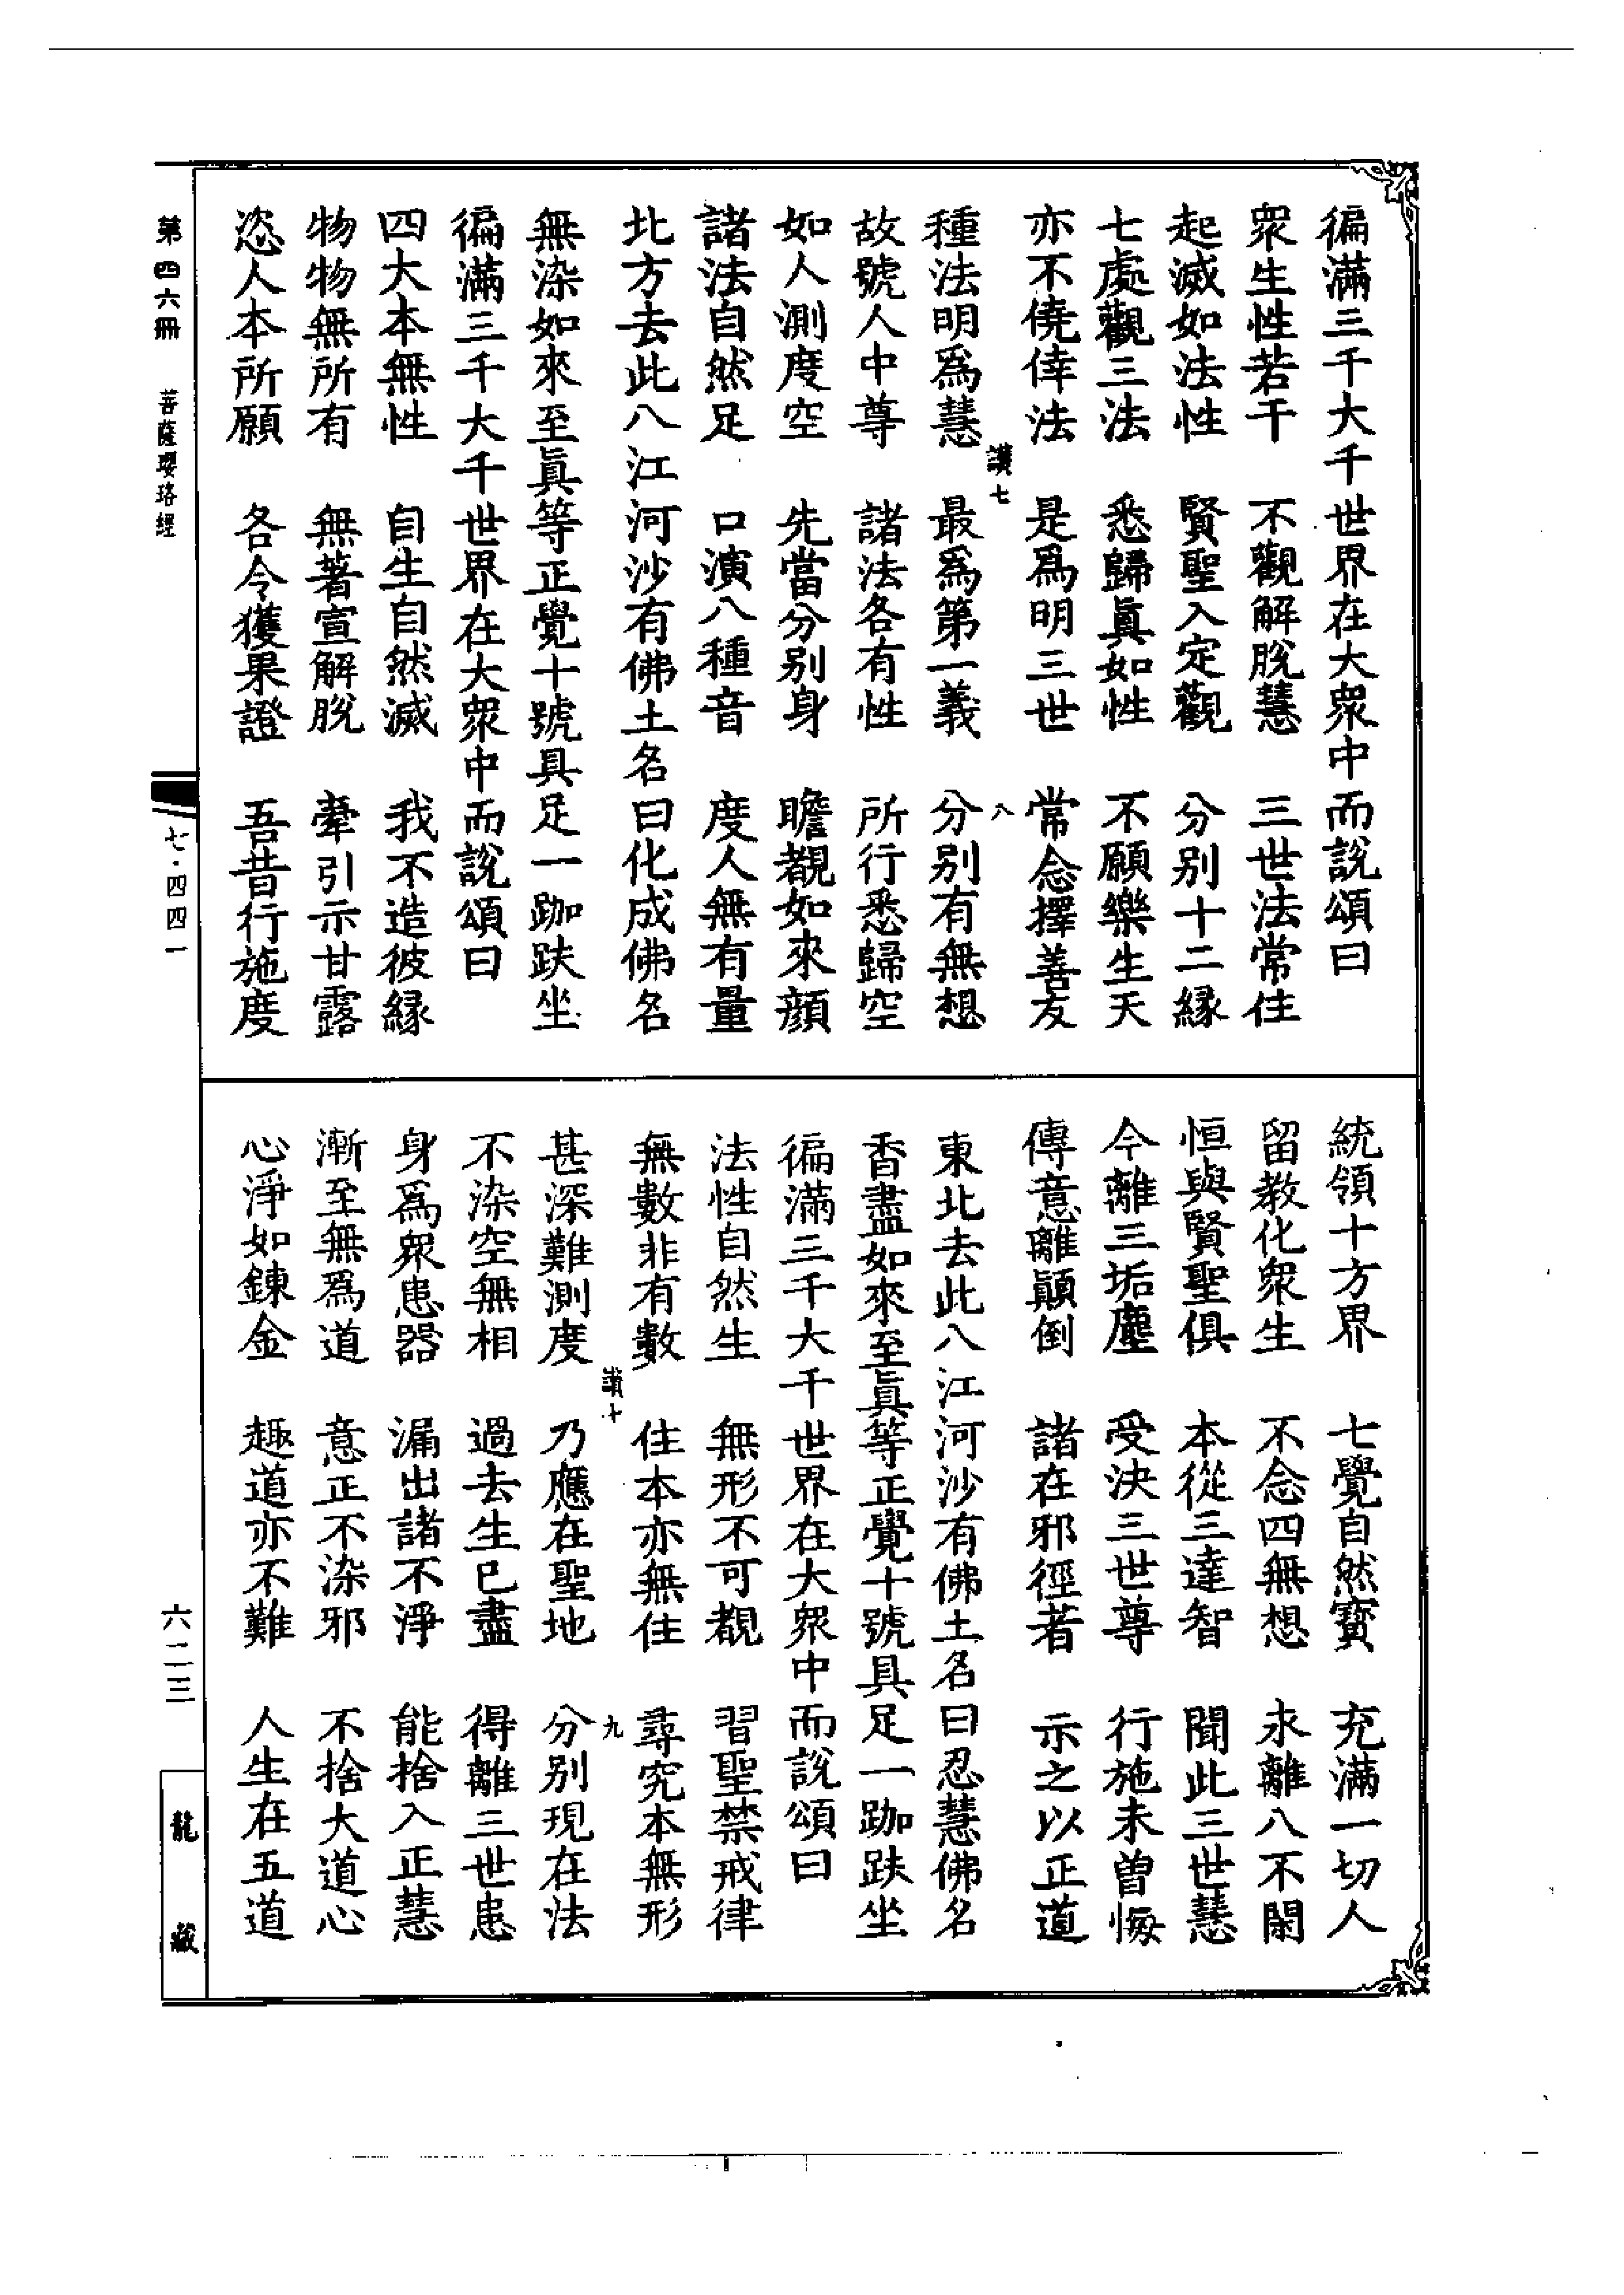 徧滿三千大千世界在大衆中而說頌曰
衆生性若干　不觀解脫慧　三世法常住
起滅如法性　賢聖入定觀　分别十二緣
七處觀三法　悉歸眞如性　不願樂生天
亦不僥倖法　是爲明三世　常念擇善友
讃七　八
種法明爲慧　最爲第一義　分别有無想
故號人中尊　諸法各有性　所行悉歸空
如人測度空　先當分别身　瞻覩如來顏
諸法自然足　口演八種音　度人無有量
北方去此八江河沙有佛土名曰化成佛名
無染如來至眞等正覺十號具足一跏趺坐
徧滿三千大千世界在大衆中而說頌曰
四大本無性　自生自然滅　我不造彼緣
物物無所有　無著宣解脫　牽引示甘露
恣人本所願　各令獲果證　吾昔行施度
統領十方界　七覺自然寳　充滿一切人
留教化衆生　不念四無想　永離八不閑
恒與賢聖俱　本從三達智　聞此三世慧
今離三垢塵　受決三世尊　行施未曾悔
傳意離顚倒　諸在邪徑者　示之以正道
東北去此八江河沙有佛土名曰忍慧佛名
香盡如來至眞等正覺十號具足一跏趺坐
徧滿三千大千世界在大衆中而說頌曰
法性自然生　無形不可覩　習聖禁戒律
無數非有數　住本亦無住　尋究本無形
讃十　九
甚深難測度　乃應在聖地　分别現在法
不染空無相　過去生已盡　得離三世患
身爲衆患器　漏出諸不淨　能捨入正慧
漸至無爲道　意正不染邪　不捨大道心
心淨如鍊金　趣道亦不難　人生在五道
第四六冊　菩薩瓔珞經　七·四四一
六二三
龍藏